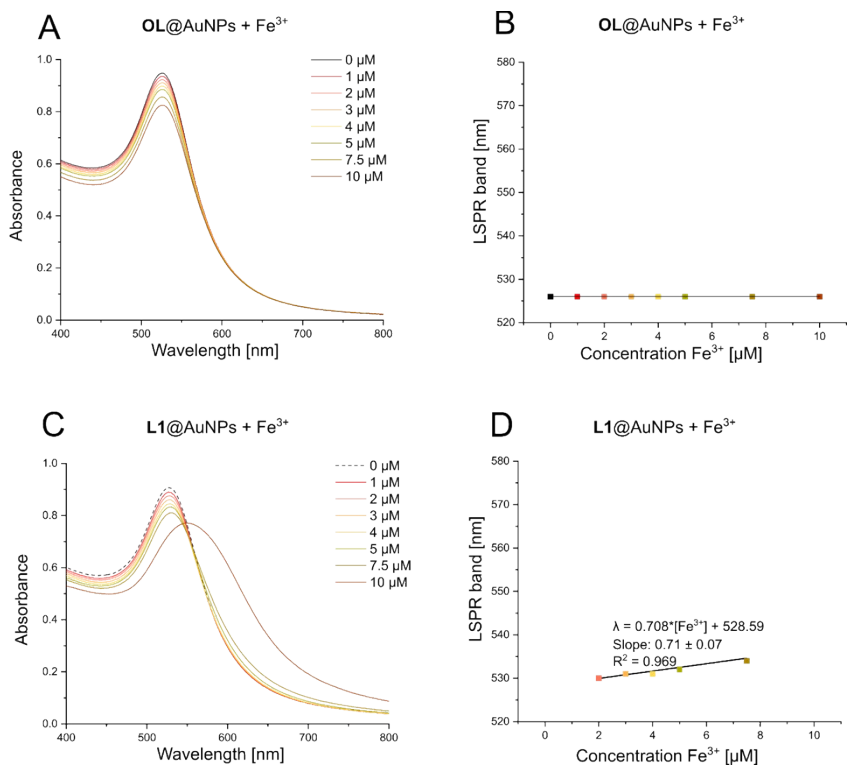 A
OL@AuNPs + Fe³⁺
1.0
0.8
0.6
0.4
0.2
0.0
400
500
600
700
800
Absorbance
Wavelength [nm]
0 µM
1 µM
2 µM
3 µM
4 µM
5 µM
7.5 µM
10 µM
B
OL@AuNPs + Fe³⁺
580
570
560
550
540
530
520
0
2
4
6
8
10
LSPR band [nm]
Concentration Fe³⁺ [µM]
C
L1@AuNPs + Fe³⁺
1.0
0.8
0.6
0.4
0.2
0.0
400
500
600
700
800
Absorbance
Wavelength [nm]
0 µM
1 µM
2 µM
3 µM
4 µM
5 µM
7.5 µM
10 µM
D
L1@AuNPs + Fe³⁺
580
570
560
550
540
530
520
0
2
4
6
8
10
LSPR band [nm]
Concentration Fe³⁺ [µM]
λ = 0.708*[Fe³⁺] + 528.59
Slope: 0.71 ± 0.07
R² = 0.969